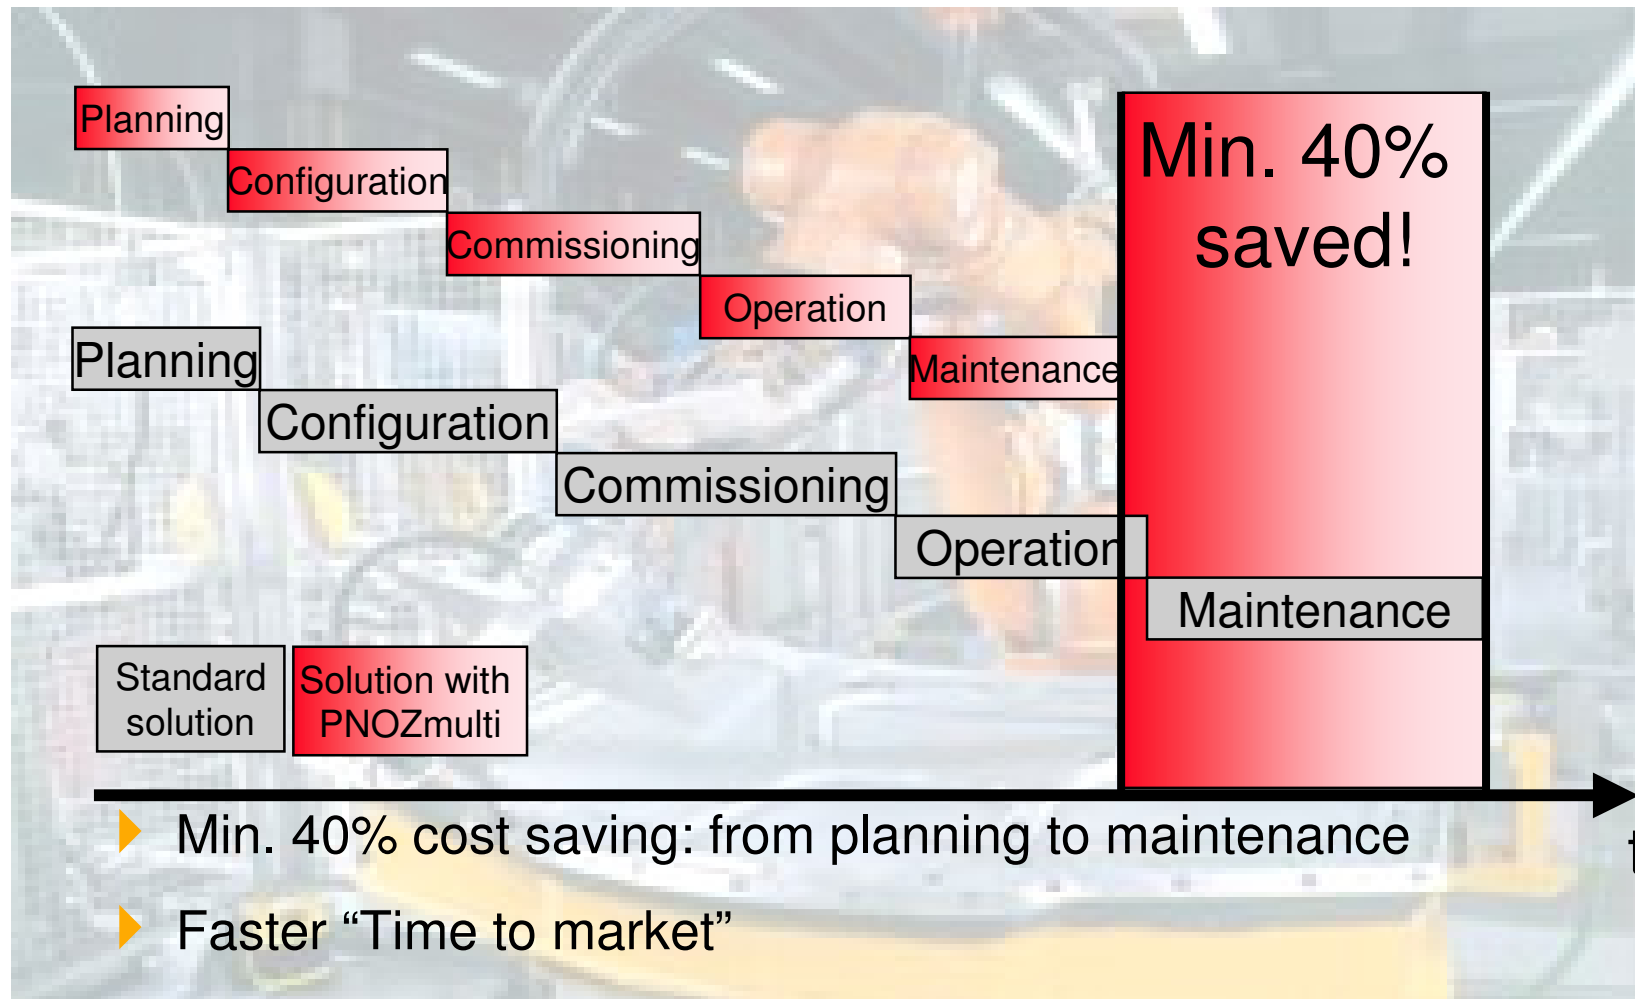 Planning
Configuration
Commissioning
Operation
Maintenance
Min. 40%
saved!
Planning
Configuration
Commissioning
Operation
Maintenance
Standard
solution
Solution with
PNOZmulti
t
Min. 40% cost saving: from planning to maintenance
Faster “Time to market”